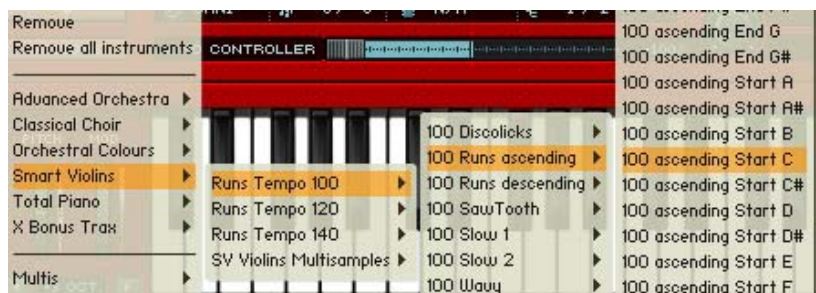 Remove
Remove all instruments
Advanced Orchestra
Classical Choir
Orchestral Colours
Smart Violins
Total Piano
X Bonus Trax
Multis
CONTROLLER
Runs Tempo 100
Runs Tempo 120
Runs Tempo 140
SV Violins Multisamples
100 Discolicks
100 Runs ascending
100 Runs descending
100 SawTooth
100 Slow 1
100 Slow 2
100 Wavy
100 ascending End G
100 ascending End G#
100 ascending Start A
100 ascending Start A#
100 ascending Start B
100 ascending Start C
100 ascending Start C#
100 ascending Start D
100 ascending Start D#
100 ascending Start E
100 ascending Start F